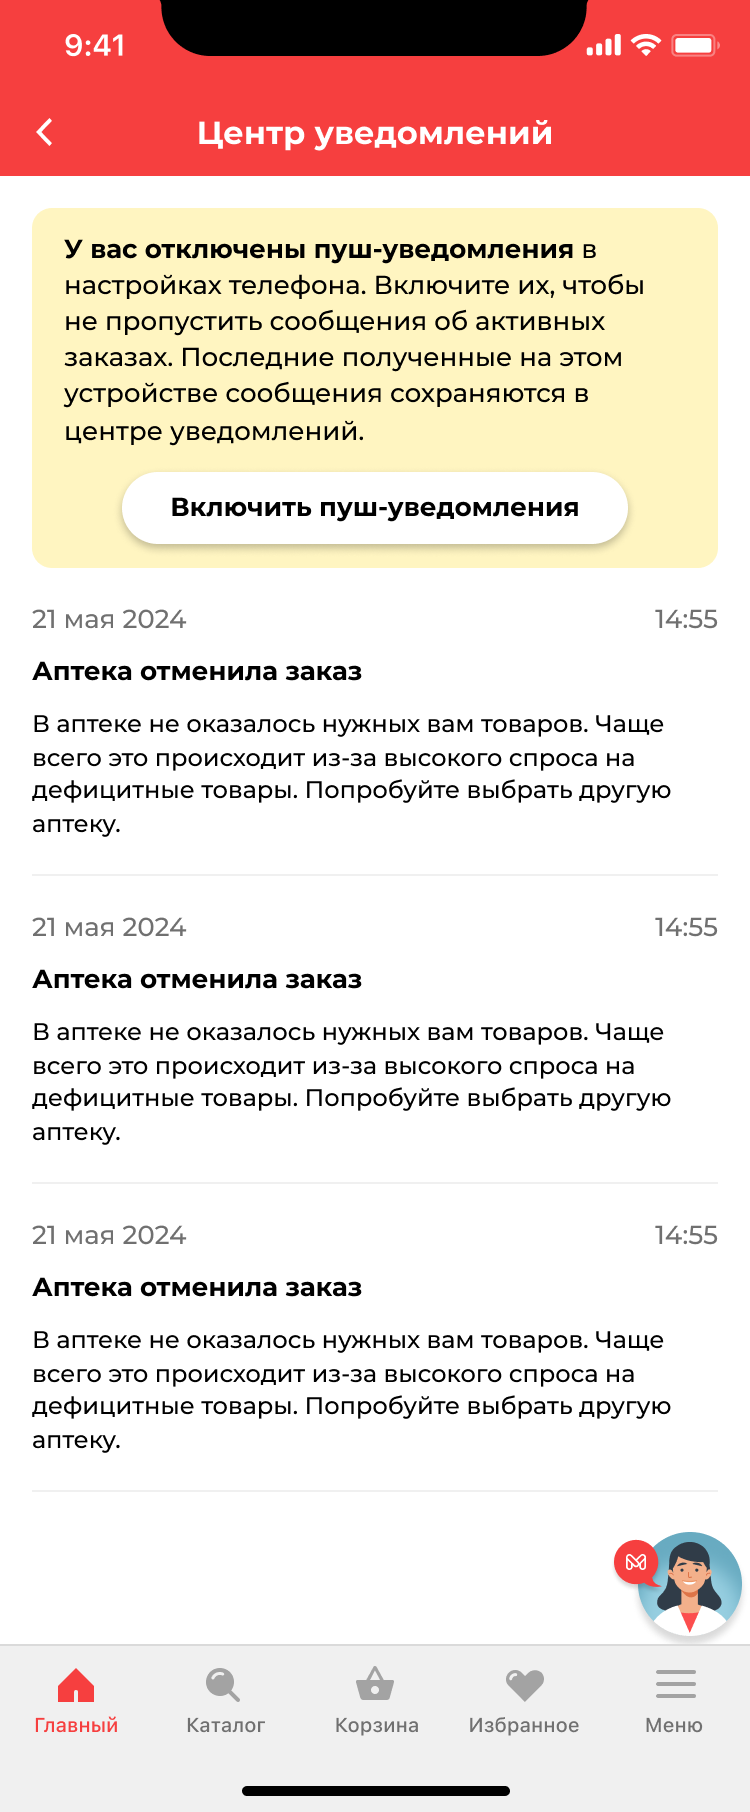 9:41
Центр уведомлений
У вас отключены пуш-уведомления в
настройках телефона. Включите их, чтобы
не пропустить сообщения об активных
заказах. Последние полученные на этом
устройстве сообщения сохраняются в
центре уведомлений.
Включить пуш-уведомления
21 мая 2024 14:55
Аптека отменила заказ
В аптеке не оказалось нужных вам товаров. Чаще
всего это происходит из-за высокого спроса на
дефицитные товары. Попробуйте выбрать другую
аптеку.
21 мая 2024 14:55
Аптека отменила заказ
В аптеке не оказалось нужных вам товаров. Чаще
всего это происходит из-за высокого спроса на
дефицитные товары. Попробуйте выбрать другую
аптеку.
21 мая 2024 14:55
Аптека отменила заказ
В аптеке не оказалось нужных вам товаров. Чаще
всего это происходит из-за высокого спроса на
дефицитные товары. Попробуйте выбрать другую
аптеку.
Главный Каталог Корзина Избранное Меню